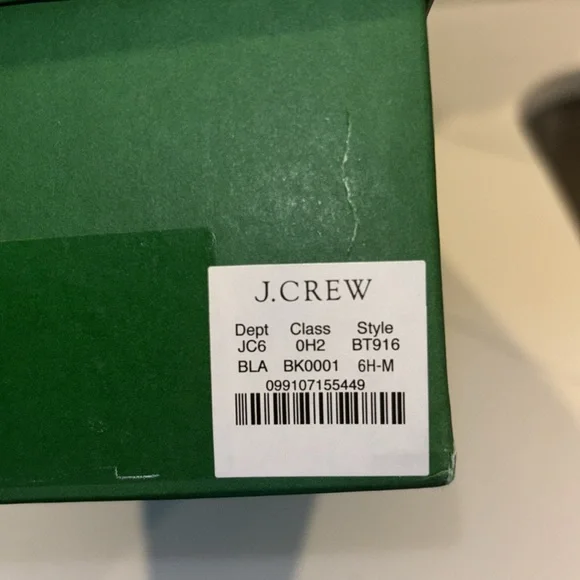 J.CREW
Dept Class Style
JC6 0H2 BT916
BLA BK0001 6H-M
099107155449